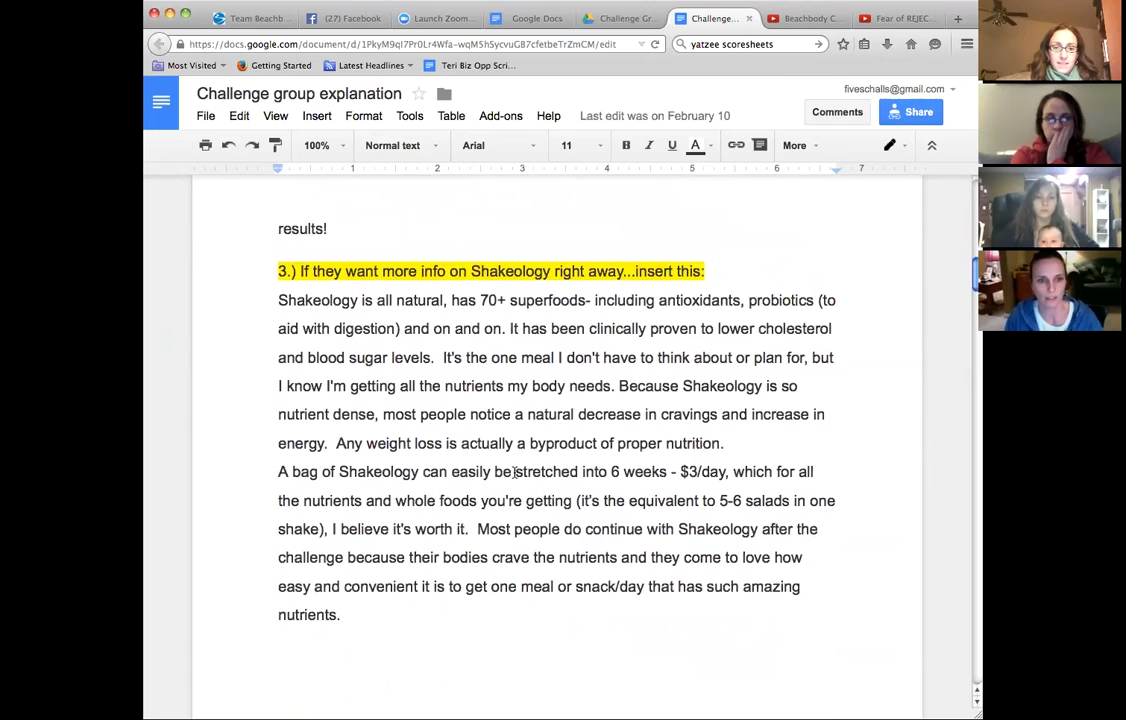 Team Beachb...
(27) Facebook
Launch Zoom...
Google Docs
Challenge Gr...
Challenge...
Beachbody C...
Fear of REJEC...
https://docs.google.com/document/d/1PkyM9qI7Pr0Lr4Wfa-wqM5hSycvuG87cfetbeTrZmCM/edit
yatzee scoresheets
Most Visited
Getting Started
Latest Headlines
Teri Biz Opp Scri...
fiveschalls@gmail.com
Challenge group explanation
File Edit View Insert Format Tools Table Add-ons Help Last edit was on February 10
Comments
Share
100% Normal text Arial 11 B I U A More
1 2 3 4 5 6 7
results!
3.) If they want more info on Shakeology right away...insert this:
Shakeology is all natural, has 70+ superfoods- including antioxidants, probiotics (to
aid with digestion) and on and on. It has been clinically proven to lower cholesterol
and blood sugar levels.  It's the one meal I don't have to think about or plan for, but
I know I'm getting all the nutrients my body needs. Because Shakeology is so
nutrient dense, most people notice a natural decrease in cravings and increase in
energy.  Any weight loss is actually a byproduct of proper nutrition.
A bag of Shakeology can easily be stretched into 6 weeks - $3/day, which for all
the nutrients and whole foods you're getting (it's the equivalent to 5-6 salads in one
shake), I believe it's worth it.  Most people do continue with Shakeology after the
challenge because their bodies crave the nutrients and they come to love how
easy and convenient it is to get one meal or snack/day that has such amazing
nutrients.